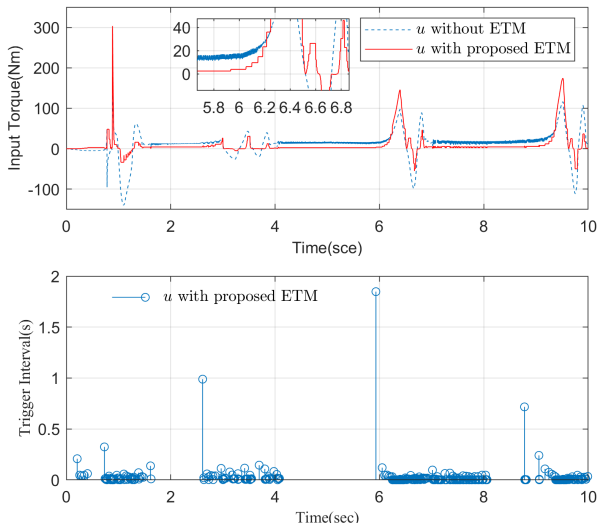 300
200
100
0
-100
Input Torque(Nm)
40
20
0
5.8 6 6.2 6.4 6.6 6.8
u without ETM
u with proposed ETM
0 2 4 6 8 10
Time(sce)
2
1.5
1
0.5
0
Trigger Interval(s)
u with proposed ETM
0 2 4 6 8 10
Time(sec)